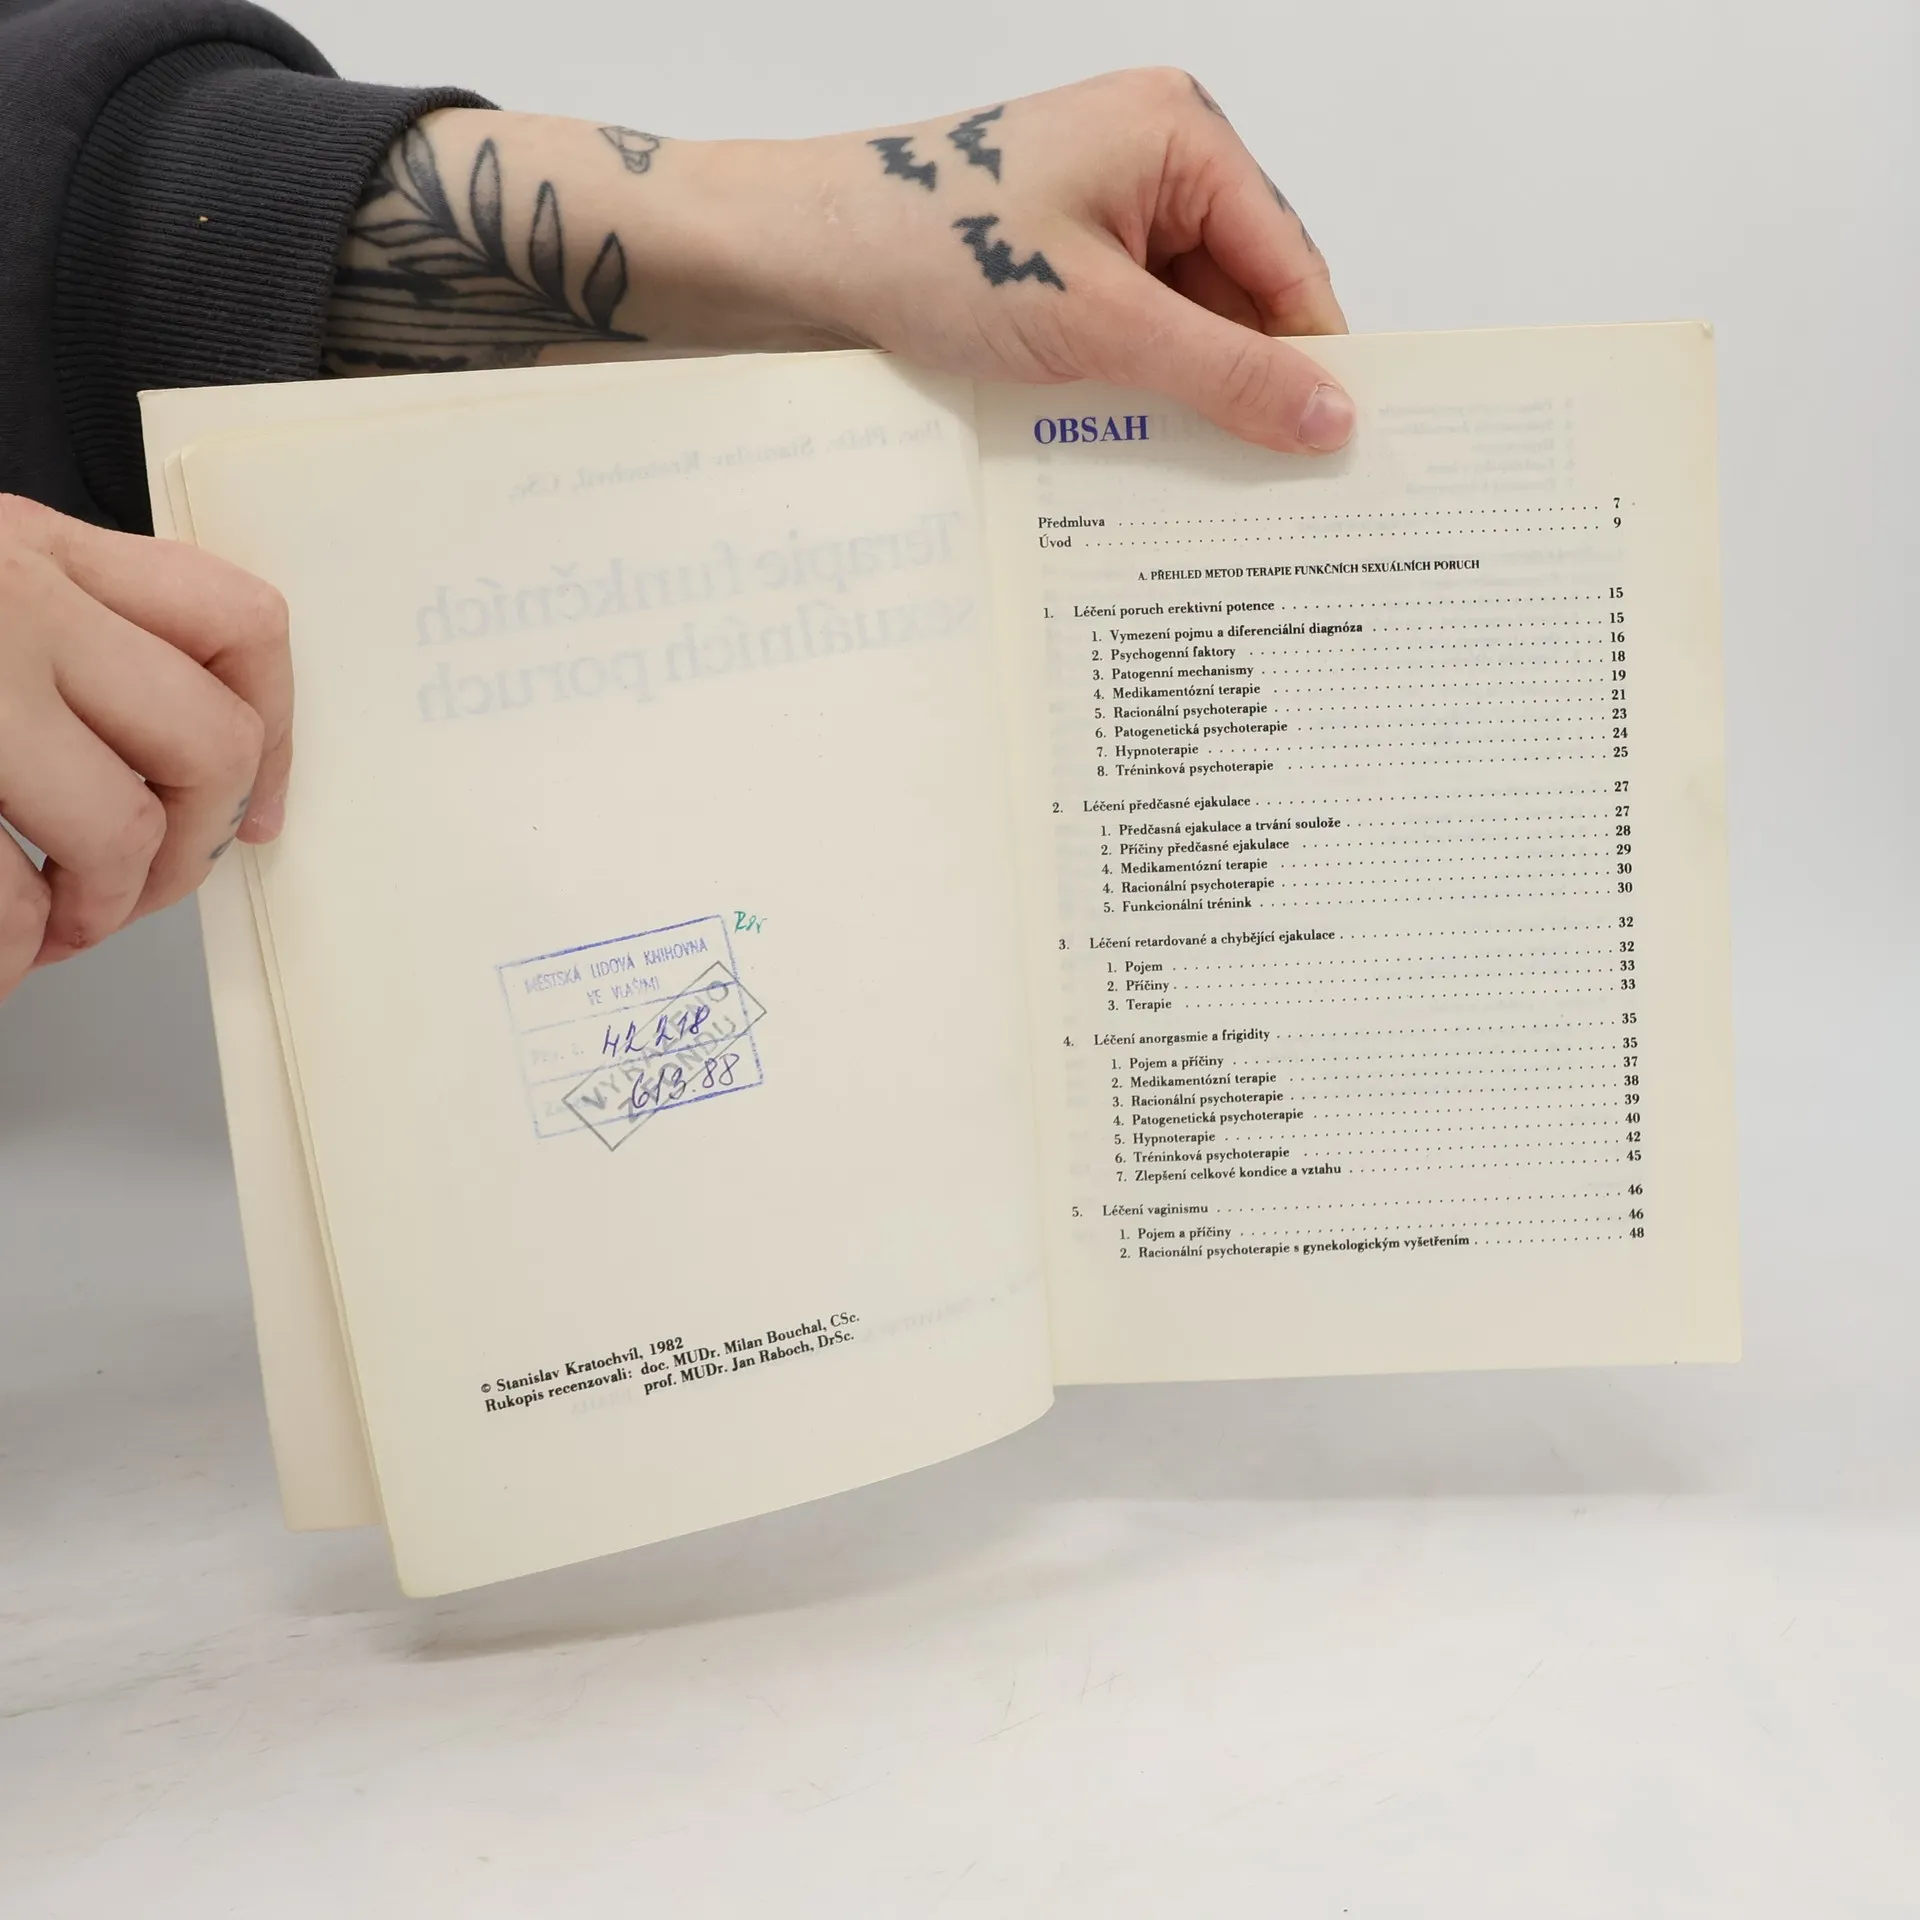 Rgr
MĚSTSKÁ LIDOVÁ KNIHOVNA
VE VLAŠIMI
42 218
613.88
VYŘAZENO
Z FONDU
© Stanislav Kratochvíl, 1982
Rukopis recenzovali: doc. MUDr. Milan Bouchal, CSc.
prof. MUDr. Jan Raboch, DrSc.
OBSAH
Předmluva . . . . . . . . . . . . . . . . . . . . 7
Úvod . . . . . . . . . . . . . . . . . . . . 9
A. PŘEHLED METOD TERAPIE FUNKČNÍCH SEXUÁLNÍCH PORUCH
1. Léčení poruch erektivní potence . . . . . . . . . . 15
1. Vymezení pojmu a diferenciální diagnóza . . . . . . . . . . 15
2. Psychogenní faktory . . . . . . . . . . 16
3. Patogenní mechanismy . . . . . . . . . . 18
4. Medikamentózní terapie . . . . . . . . . . 19
5. Racionální psychoterapie . . . . . . . . . . 21
6. Patogenetická psychoterapie . . . . . . . . . . 23
7. Hypnoterapie . . . . . . . . . . 24
8. Tréninková psychoterapie . . . . . . . . . . 25
2. Léčení předčasné ejakulace . . . . . . . . . . 27
1. Předčasná ejakulace a trvání soulože . . . . . . . . . . 27
2. Příčiny předčasné ejakulace . . . . . . . . . . 28
4. Medikamentózní terapie . . . . . . . . . . 29
4. Racionální psychoterapie . . . . . . . . . . 30
5. Funkcionální trénink . . . . . . . . . . 30
3. Léčení retardované a chybějící ejakulace . . . . . . . . . . 32
1. Pojem . . . . . . . . . . 32
2. Příčiny . . . . . . . . . . 33
3. Terapie . . . . . . . . . . 33
4. Léčení anorgasmie a frigidity . . . . . . . . . . 35
1. Pojem a příčiny . . . . . . . . . . 35
2. Medikamentózní terapie . . . . . . . . . . 37
3. Racionální psychoterapie . . . . . . . . . . 38
4. Patogenetická psychoterapie . . . . . . . . . . 39
5. Hypnoterapie . . . . . . . . . . 40
6. Tréninková psychoterapie . . . . . . . . . . 42
7. Zlepšení celkové kondice a vztahu . . . . . . . . . . 45
5. Léčení vaginismu . . . . . . . . . . 46
1. Pojem a příčiny . . . . . . . . . . 46
2. Racionální psychoterapie s gynekologickým vyšetřením . . . . . . . . . . 48